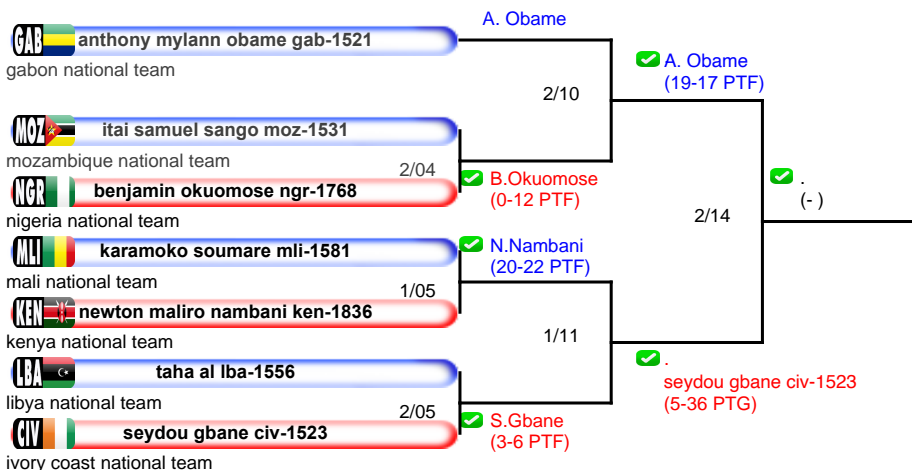 A. Obame
GAB anthony mylann obame gab-1521
gabon national team
A. Obame
(19-17 PTF)
2/10
MOZ itai samuel sango moz-1531
mozambique national team
2/04
NGR benjamin okuomose ngr-1768
nigeria national team
B.Okuomose
(0-12 PTF)
.
(- )
2/14
MLI karamoko soumare mli-1581
mali national team
N.Nambani
(20-22 PTF)
1/05
KEN newton maliro nambani ken-1836
kenya national team
1/11
LBA taha al lba-1556
libya national team
.
seydou gbane civ-1523
(5-36 PTG)
2/05
CIV seydou gbane civ-1523
ivory coast national team
S.Gbane
(3-6 PTF)